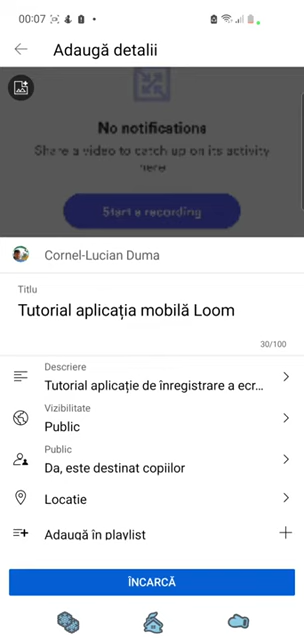 00:07
Adaugă detalii
No notifications
Share a video to catch up on its activity
here
Start a recording
Cornel-Lucian Duma
Titlu
Tutorial aplicația mobilă Loom
30/100
Descriere
Tutorial aplicație de înregistrare a ecr...
Vizibilitate
Public
Public
Da, este destinat copiilor
Locatie
Adaugă în playlist
ÎNCARCĂ